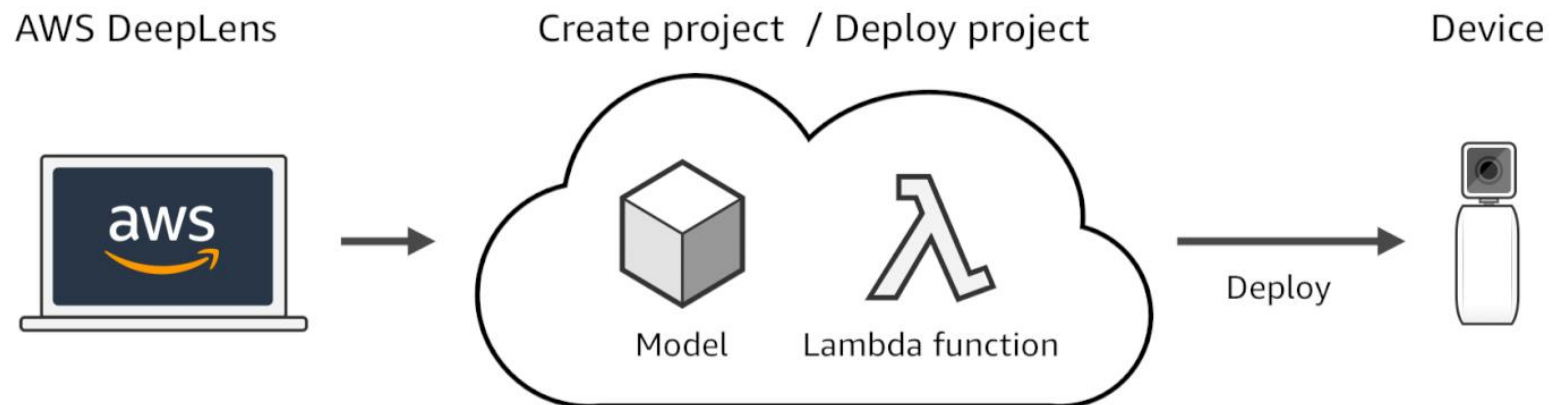 AWS DeepLens
Create project / Deploy project
Device
aws
Model
Lambda function
Deploy